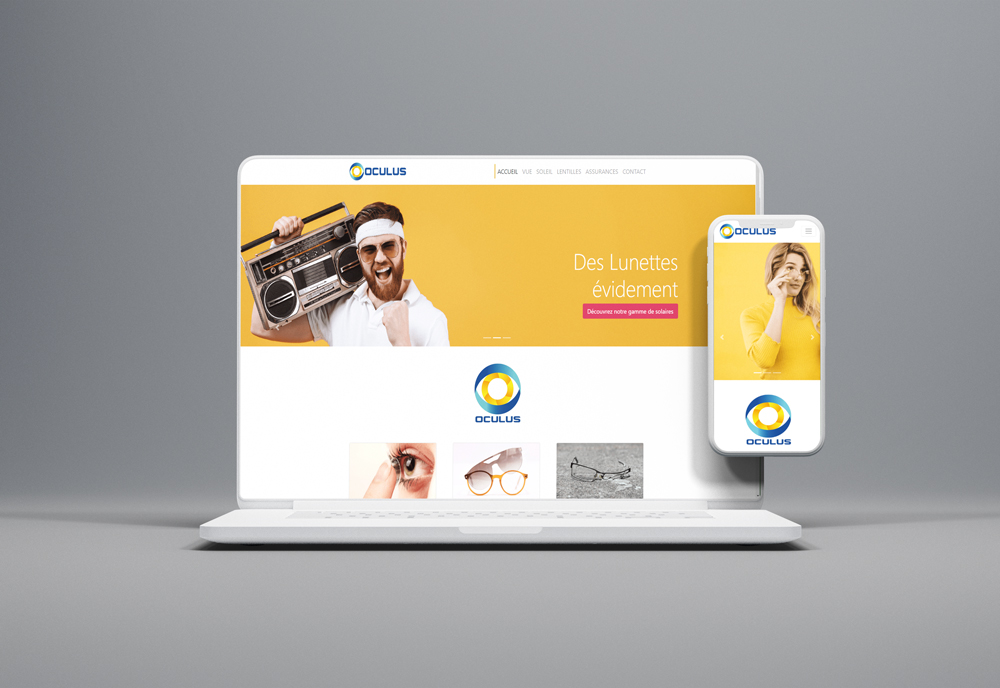 OCULUS
ACCUEIL VUE SOLEIL LENTILLES ASSURANCES CONTACT
Des Lunettes
évidement
Découvrez notre gamme de solaires
OCULUS
OCULUS
OCULUS